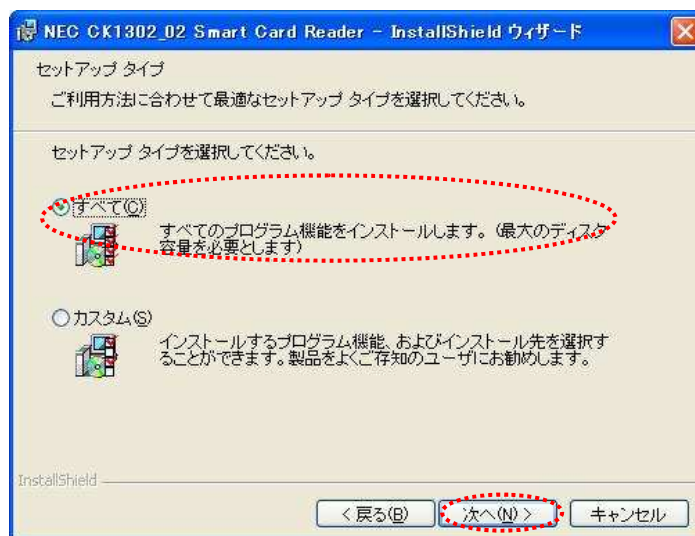 NEC CK1302_02 Smart Card Reader - InstallShield ウィザード
セットアップ タイプ
ご利用方法に合わせて最適なセットアップ タイプを選択してください。
セットアップ タイプを選択してください。
すべて(C)
すべてのプログラム機能をインストールします。(最大のディスク
容量を必要とします)
カスタム(S)
インストールするプログラム機能、およびインストール先を選択す
ることができます。製品をよくご存知のユーザにお勧めします。
InstallShield
< 戻る(B)
次へ(N) >
キャンセル